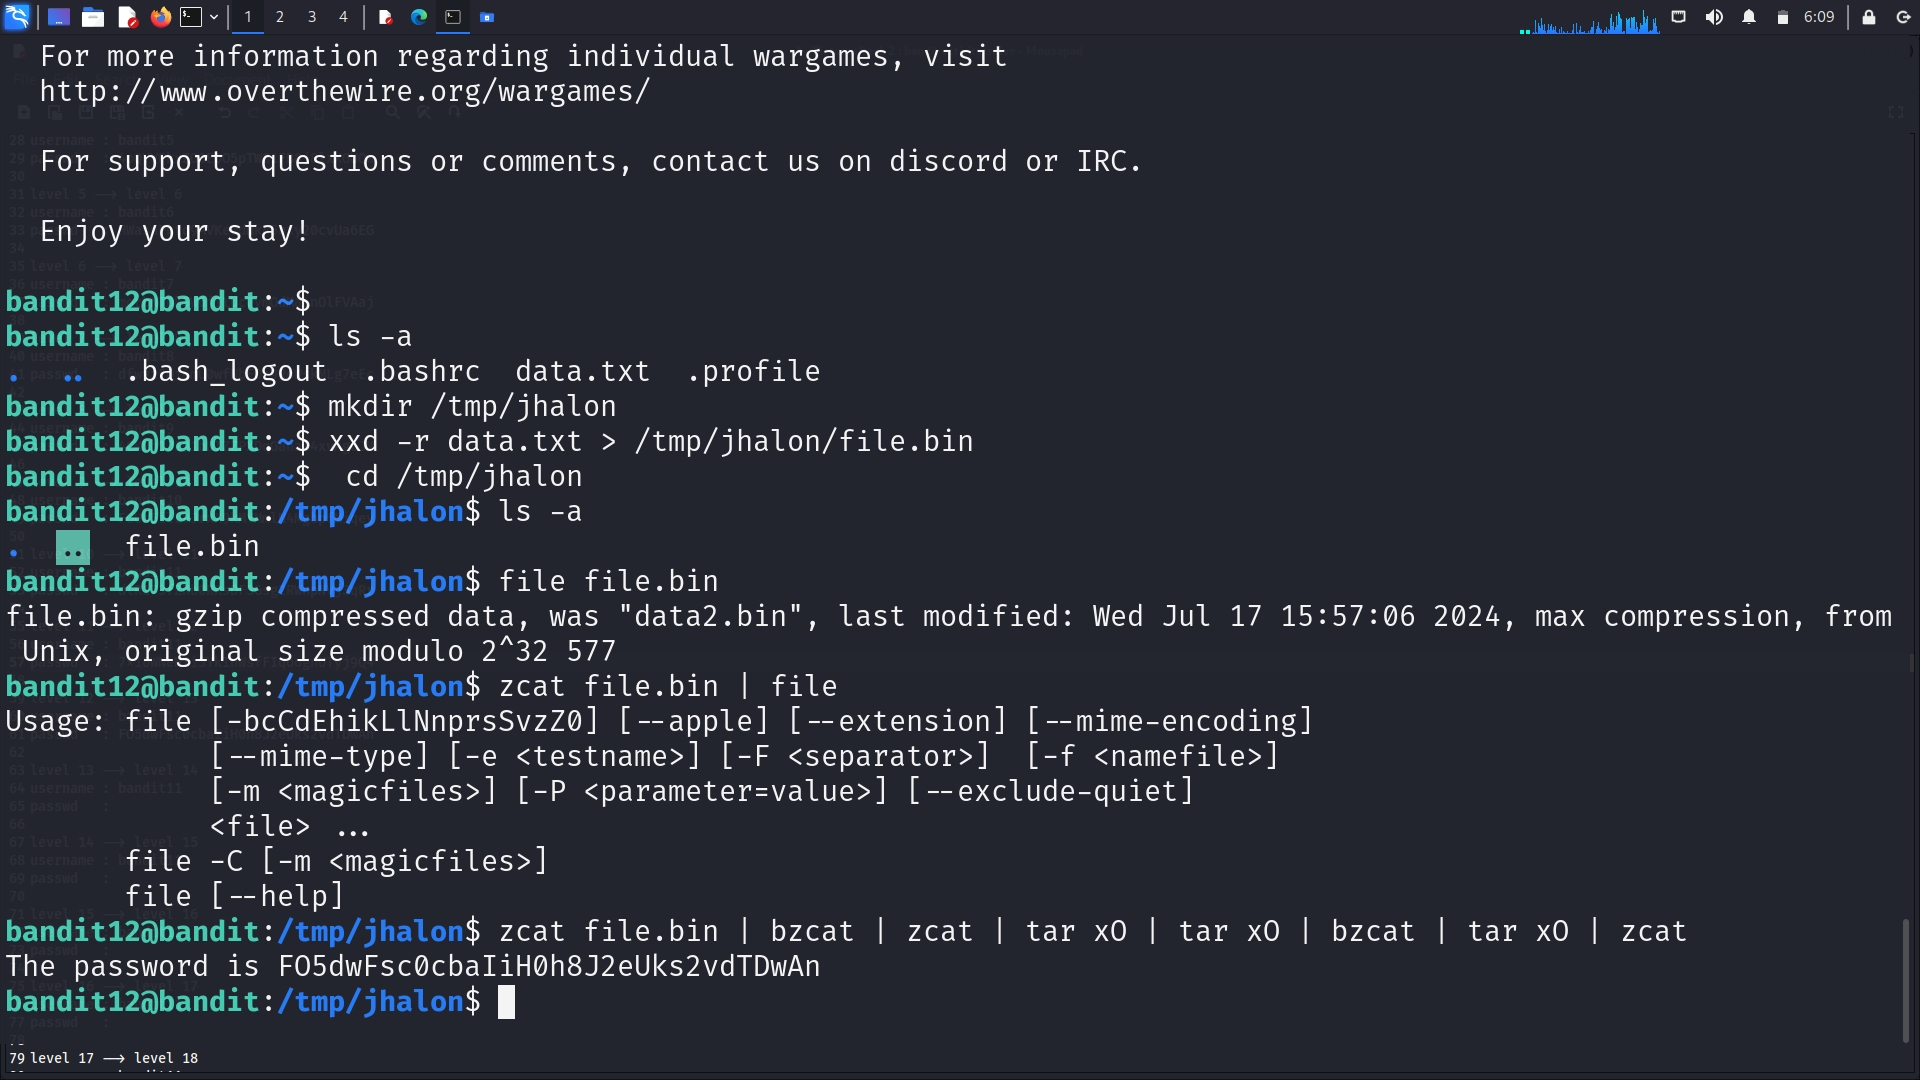 1 2 3 4 6:09
For more information regarding individual wargames, visit
http://www.overthewire.org/wargames/
For support, questions or comments, contact us on discord or IRC.
Enjoy your stay!
bandit12@bandit:~$
bandit12@bandit:~$ ls -a
. .. .bash_logout .bashrc data.txt .profile
bandit12@bandit:~$ mkdir /tmp/jhalon
bandit12@bandit:~$ xxd -r data.txt > /tmp/jhalon/file.bin
bandit12@bandit:~$  cd /tmp/jhalon
bandit12@bandit:/tmp/jhalon$ ls -a
. .. file.bin
bandit12@bandit:/tmp/jhalon$ file file.bin
file.bin: gzip compressed data, was "data2.bin", last modified: Wed Jul 17 15:57:06 2024, max compression, from
Unix, original size modulo 2^32 577
bandit12@bandit:/tmp/jhalon$ zcat file.bin | file
Usage: file [-bcCdEhikLlNnprsSvzZ0] [--apple] [--extension] [--mime-encoding]
[--mime-type] [-e <testname>] [-F <separator>]  [-f <namefile>]
[-m <magicfiles>] [-P <parameter=value>] [--exclude-quiet]
<file> ...
file -C [-m <magicfiles>]
file [--help]
bandit12@bandit:/tmp/jhalon$ zcat file.bin | bzcat | zcat | tar xO | tar xO | bzcat | tar xO | zcat
The password is FO5dwFsc0cbaIiH0h8J2eUks2vdTDwAn
bandit12@bandit:/tmp/jhalon$
79 level 17 --> level 18